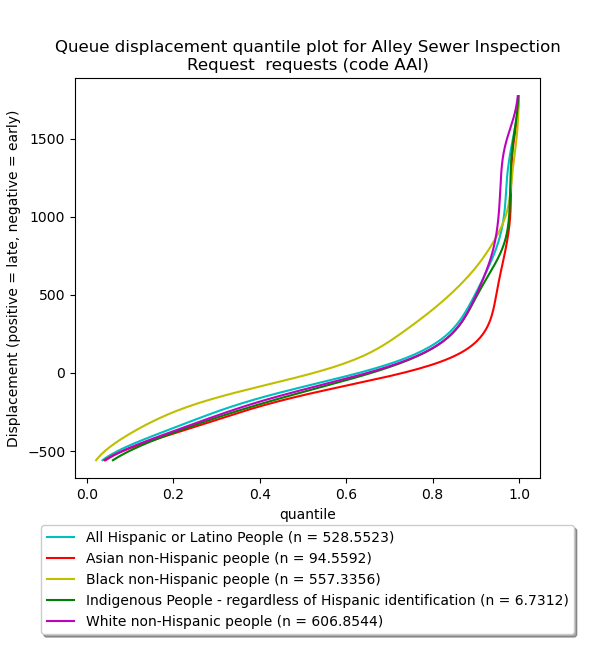 Queue displacement quantile plot for Alley Sewer Inspection
Request  requests (code AAI)
Displacement (positive = late, negative = early)
1500
1000
500
0
−500
0.0 0.2 0.4 0.6 0.8 1.0
quantile
All Hispanic or Latino People (n = 528.5523)
Asian non-Hispanic people (n = 94.5592)
Black non-Hispanic people (n = 557.3356)
Indigenous People - regardless of Hispanic identification (n = 6.7312)
White non-Hispanic people (n = 606.8544)